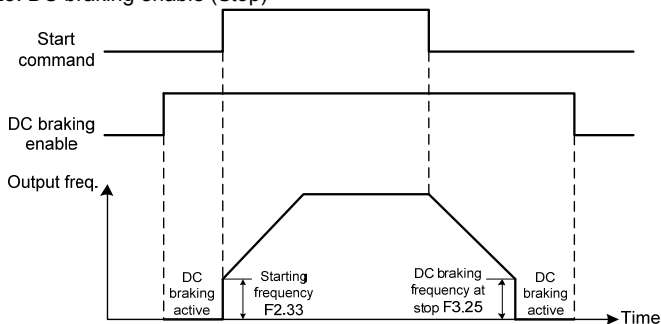 DC braking enable (Stop)
Start
command
DC braking
enable
Output freq.
DC
braking
active
Starting
frequency
F2.33
DC braking
frequency at
stop F3.25
DC
braking
active
Time